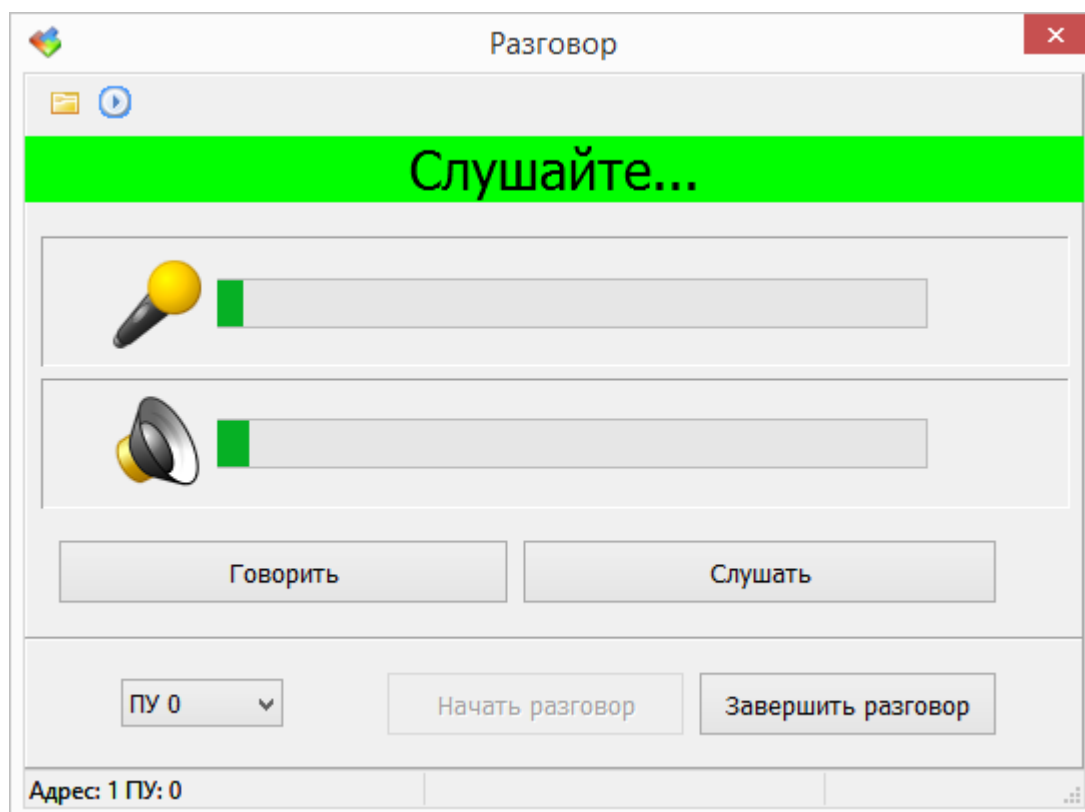 Разговор
Слушайте...
Говорить
Слушать
ПУ 0
Начать разговор
Завершить разговор
Адрес: 1 ПУ: 0